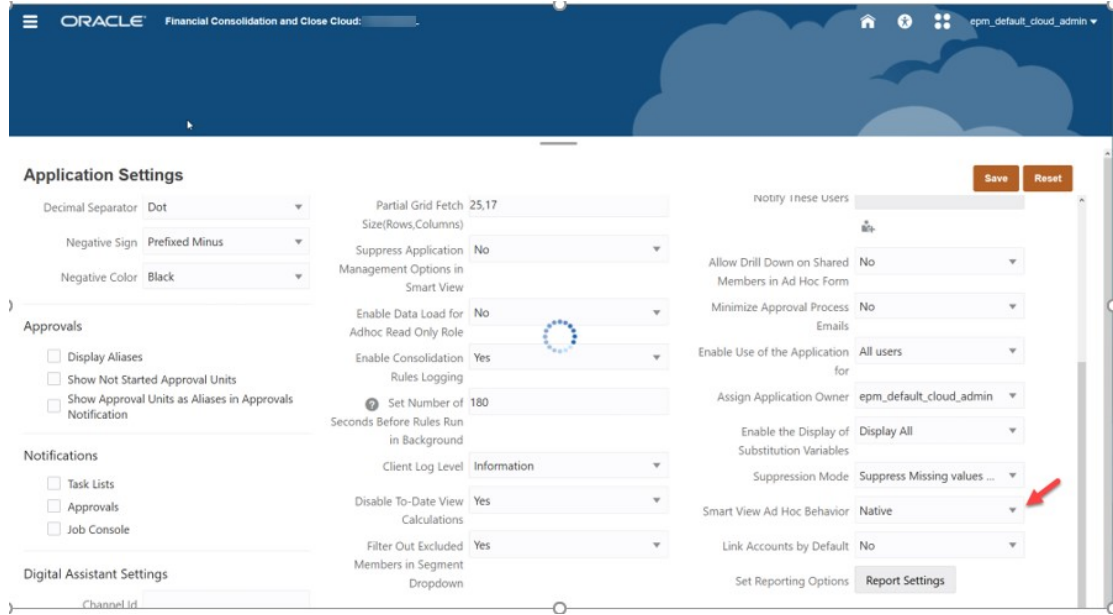 ORACLE Financial Consolidation and Close Cloud:
epm_default_cloud_admin
Application Settings
Save Reset
Decimal Separator Dot
Negative Sign Prefixed Minus
Negative Color Black
Approvals
Display Aliases
Show Not Started Approval Units
Show Approval Units as Aliases in Approvals
Notification
Notifications
Task Lists
Approvals
Job Console
Digital Assistant Settings
Channel Id
Partial Grid Fetch 25,17
Size(Rows,Columns)
Suppress Application No
Management Options in
Smart View
Enable Data Load for No
Adhoc Read Only Role
Enable Consolidation Yes
Rules Logging
Set Number of 180
Seconds Before Rules Run
in Background
Client Log Level Information
Disable To-Date View Yes
Calculations
Filter Out Excluded Yes
Members in Segment
Dropdown
Notify These Users
Allow Drill Down on Shared No
Members in Ad Hoc Form
Minimize Approval Process No
Emails
Enable Use of the Application All users
for
Assign Application Owner epm_default_cloud_admin
Enable the Display of Display All
Substitution Variables
Suppression Mode Suppress Missing values ...
Smart View Ad Hoc Behavior Native
Link Accounts by Default No
Set Reporting Options Report Settings